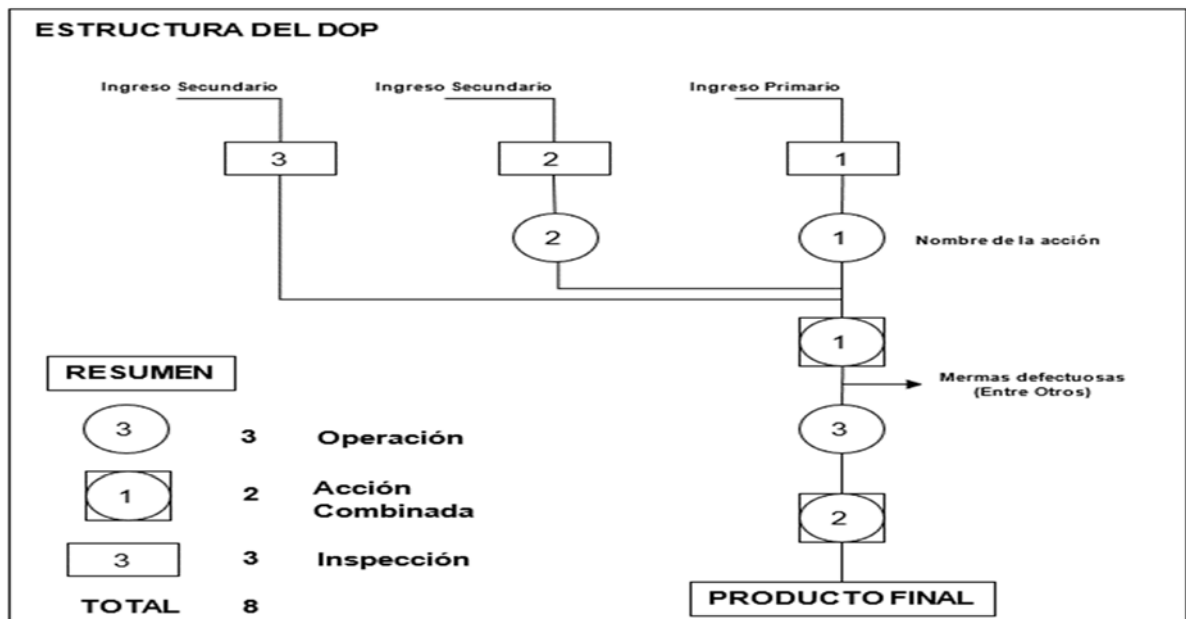 ESTRUCTURA DEL DOP
Ingreso Secundario
Ingreso Secundario
Ingreso Primario
3
2
1
2
1
Nombre de la acción
1
Mermas defectuosas
(Entre Otros)
3
2
PRODUCTO FINAL
RESUMEN
3 3 Operación
1 2 Acción
Combinada
3 3 Inspección
TOTAL 8